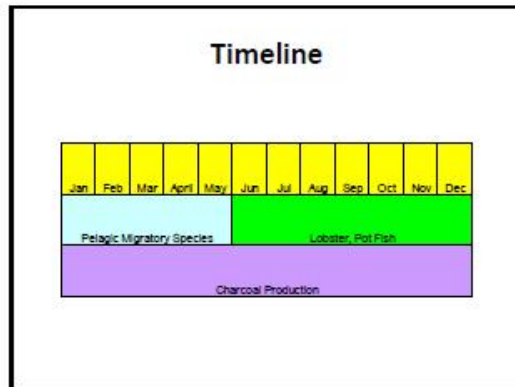 Timeline
Jan Feb Mar April May Jun Jul Aug Sep Oct Nov Dec
Pelagic Migratory Species Lobster, Pot Fish
Charcoal Production